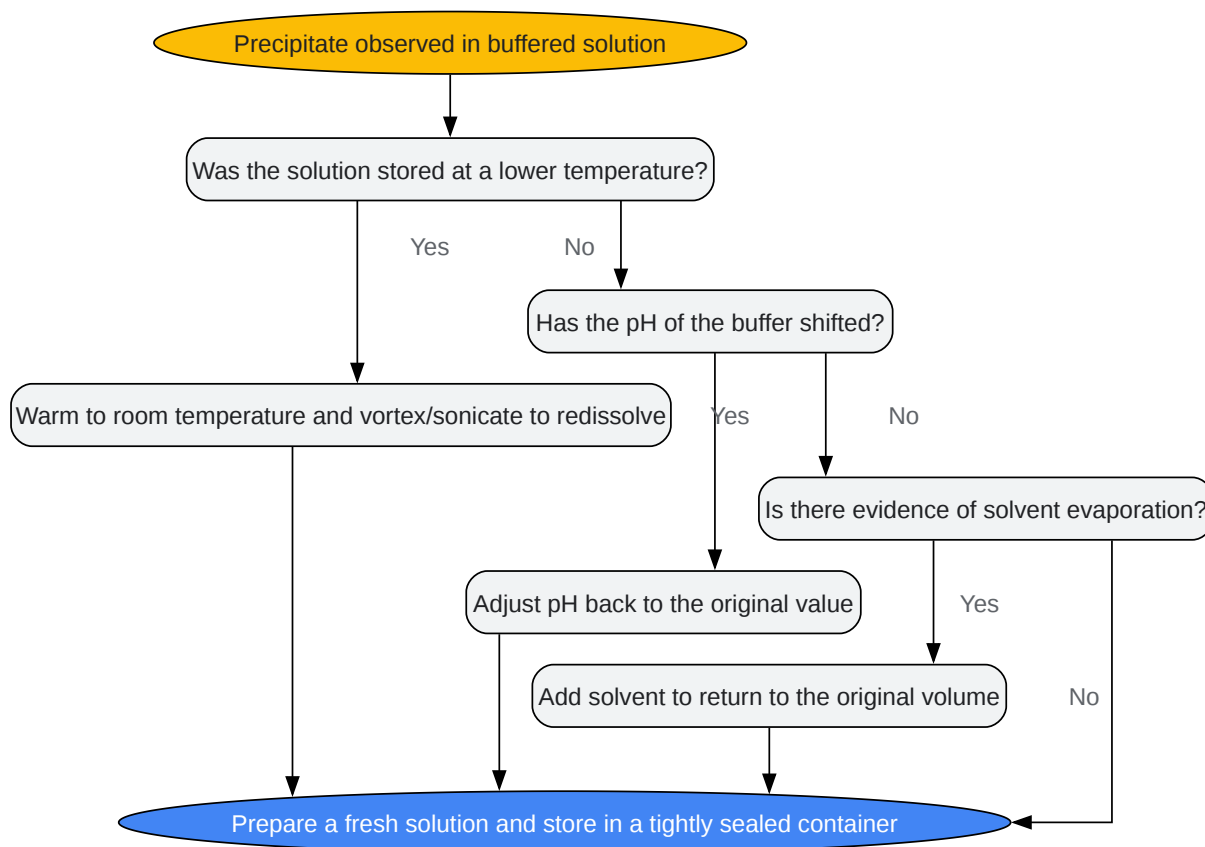 Precipitate observed in buffered solution
Was the solution stored at a lower temperature?
Yes
No
Has the pH of the buffer shifted?
Warm to room temperature and vortex/sonicate to redissolve
Yes
No
Is there evidence of solvent evaporation?
Adjust pH back to the original value
Yes
Add solvent to return to the original volume
No
Prepare a fresh solution and store in a tightly sealed container